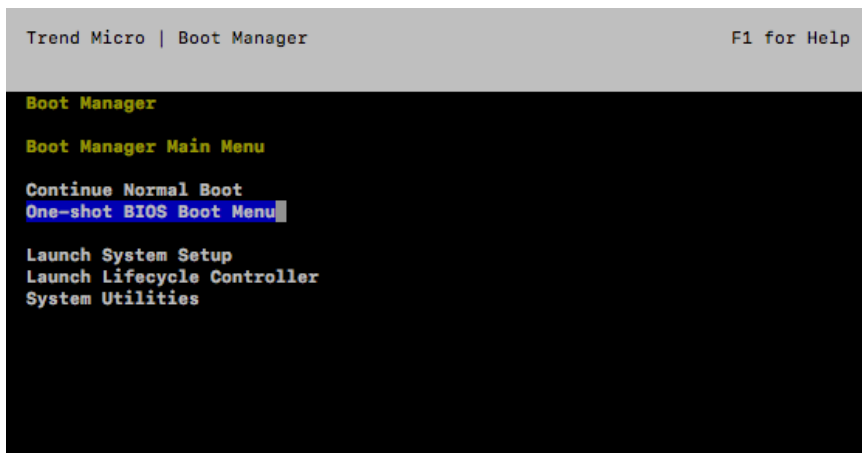 Trend Micro | Boot Manager F1 for Help
Boot Manager
Boot Manager Main Menu
Continue Normal Boot
One-shot BIOS Boot Menu
Launch System Setup
Launch Lifecycle Controller
System Utilities